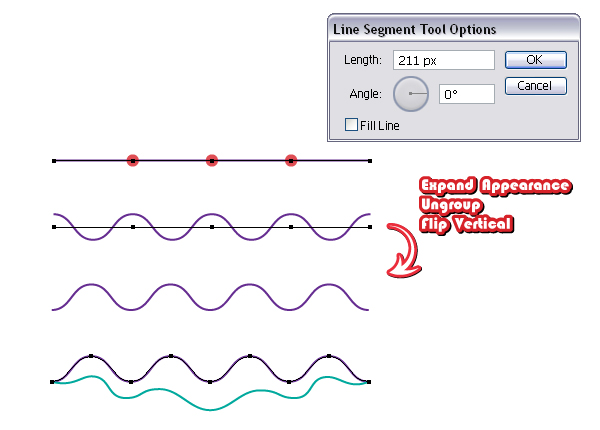 Line Segment Tool Options
Length: 211 px OK
Angle: 0° Cancel
Fill Line
Expand Appearance
Ungroup
Flip Vertical